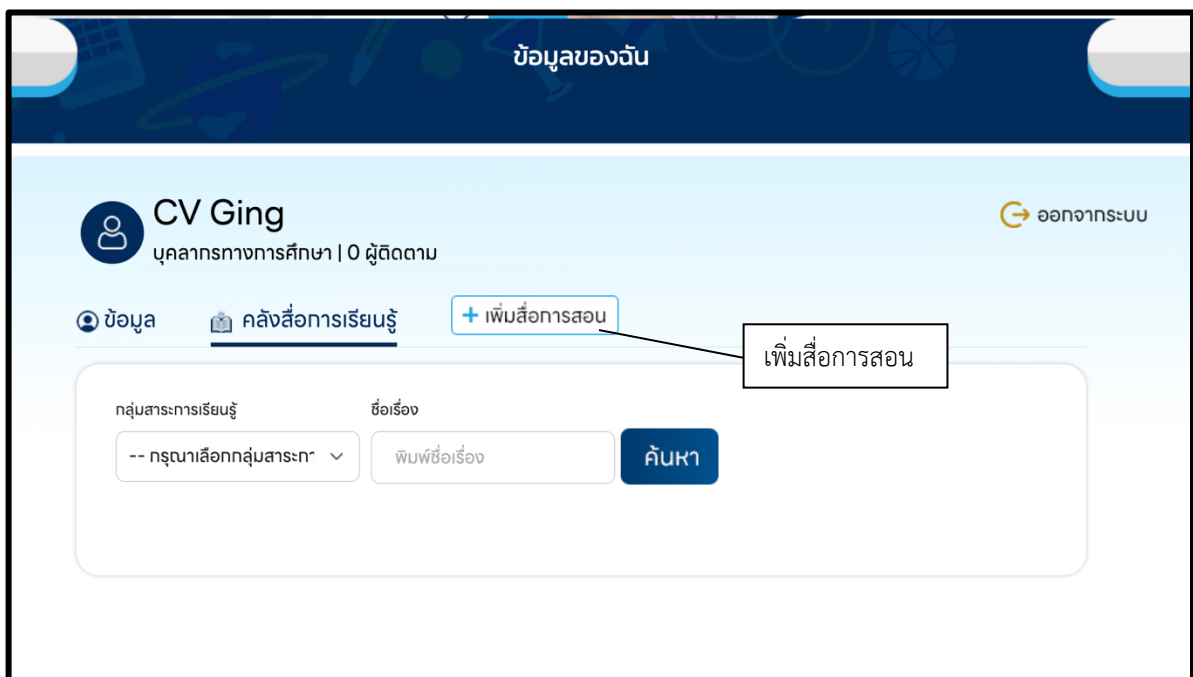 ข้อมูลของฉัน
CV Ging
ออกจากระบบ
บุคลากรทางการศึกษา | 0 ผู้ติดตาม
ข้อมูล
คลังสื่อการเรียนรู้
+ เพิ่มสื่อการสอน
เพิ่มสื่อการสอน
กลุ่มสาระการเรียนรู้
ชื่อเรื่อง
-- กรุณาเลือกกลุ่มสาระกา
พิมพ์ชื่อเรื่อง
ค้นหา